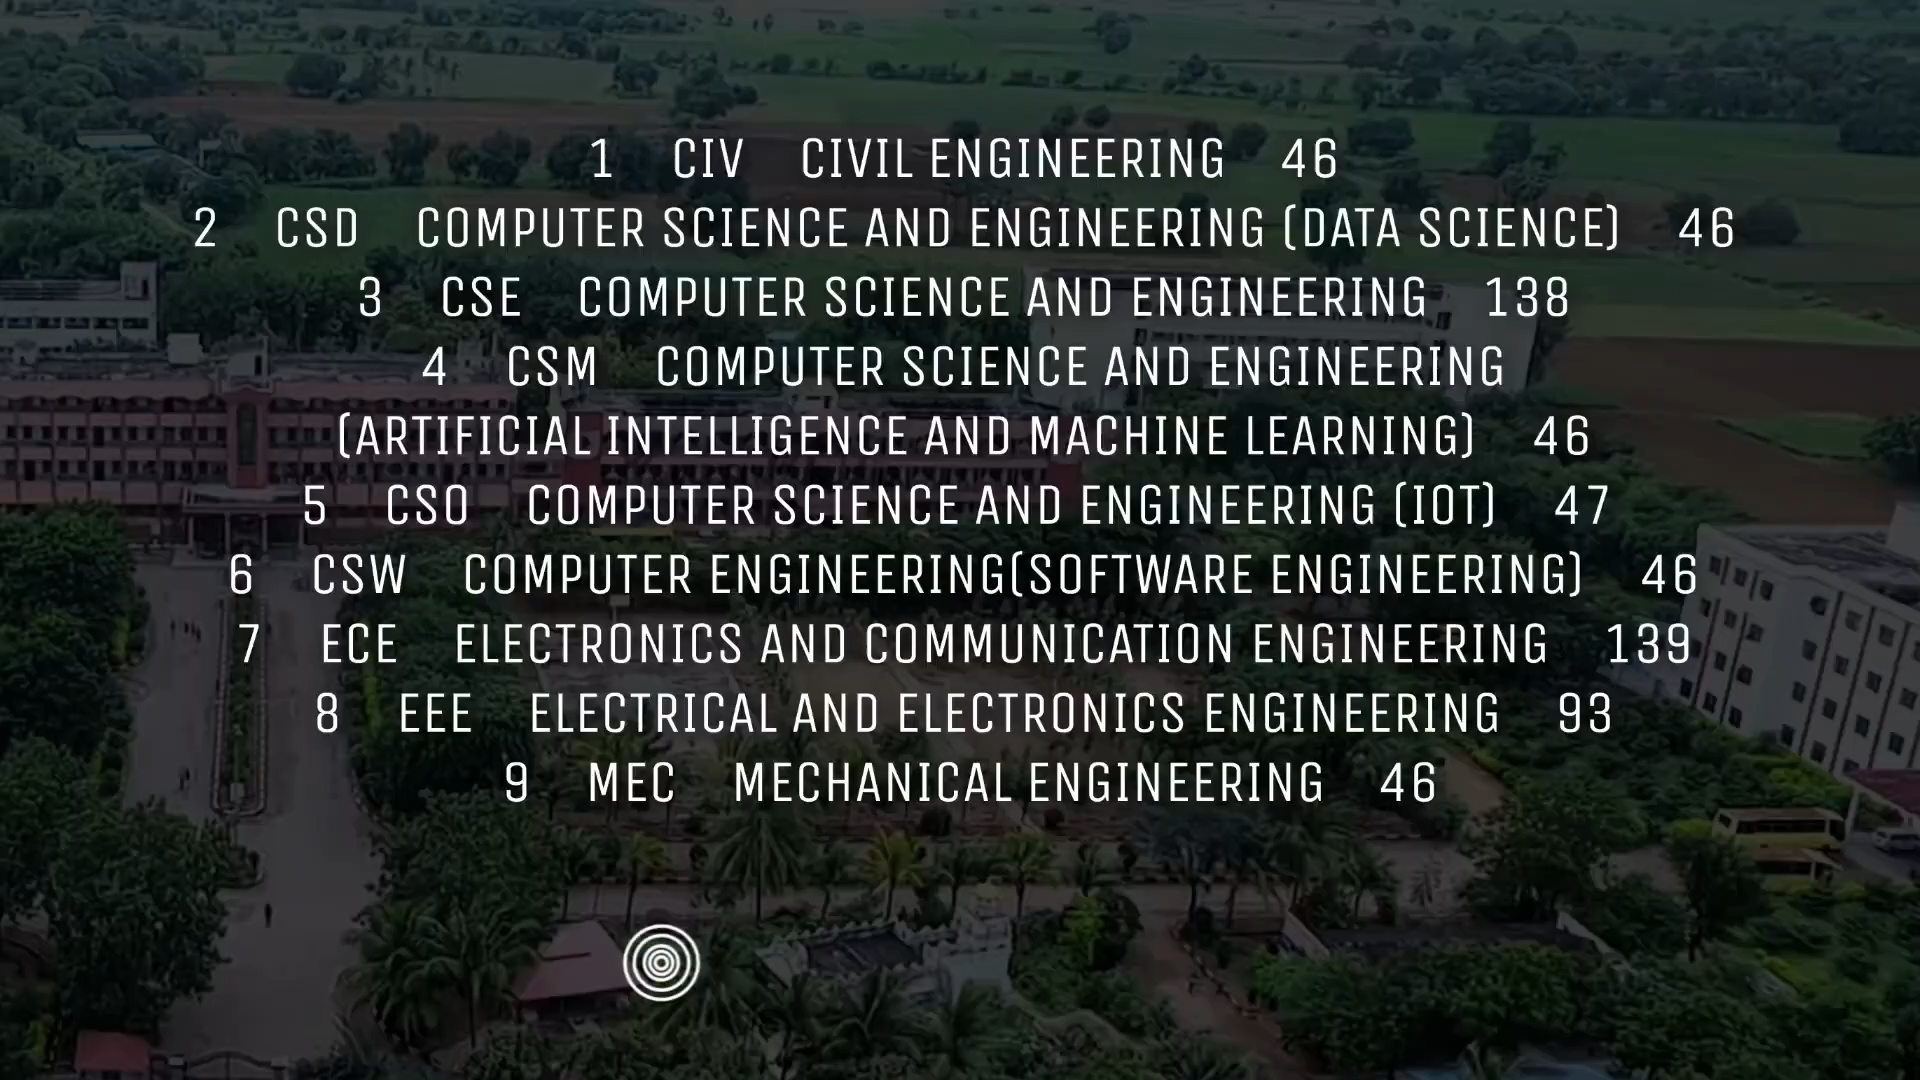 1 CIV CIVIL ENGINEERING 46
2 CSD COMPUTER SCIENCE AND ENGINEERING (DATA SCIENCE) 46
3 CSE COMPUTER SCIENCE AND ENGINEERING 138
4 CSM COMPUTER SCIENCE AND ENGINEERING
(ARTIFICIAL INTELLIGENCE AND MACHINE LEARNING) 46
5 CSO COMPUTER SCIENCE AND ENGINEERING (IOT) 47
6 CSW COMPUTER ENGINEERING(SOFTWARE ENGINEERING) 46
7 ECE ELECTRONICS AND COMMUNICATION ENGINEERING 139
8 EEE ELECTRICAL AND ELECTRONICS ENGINEERING 93
9 MEC MECHANICAL ENGINEERING 46